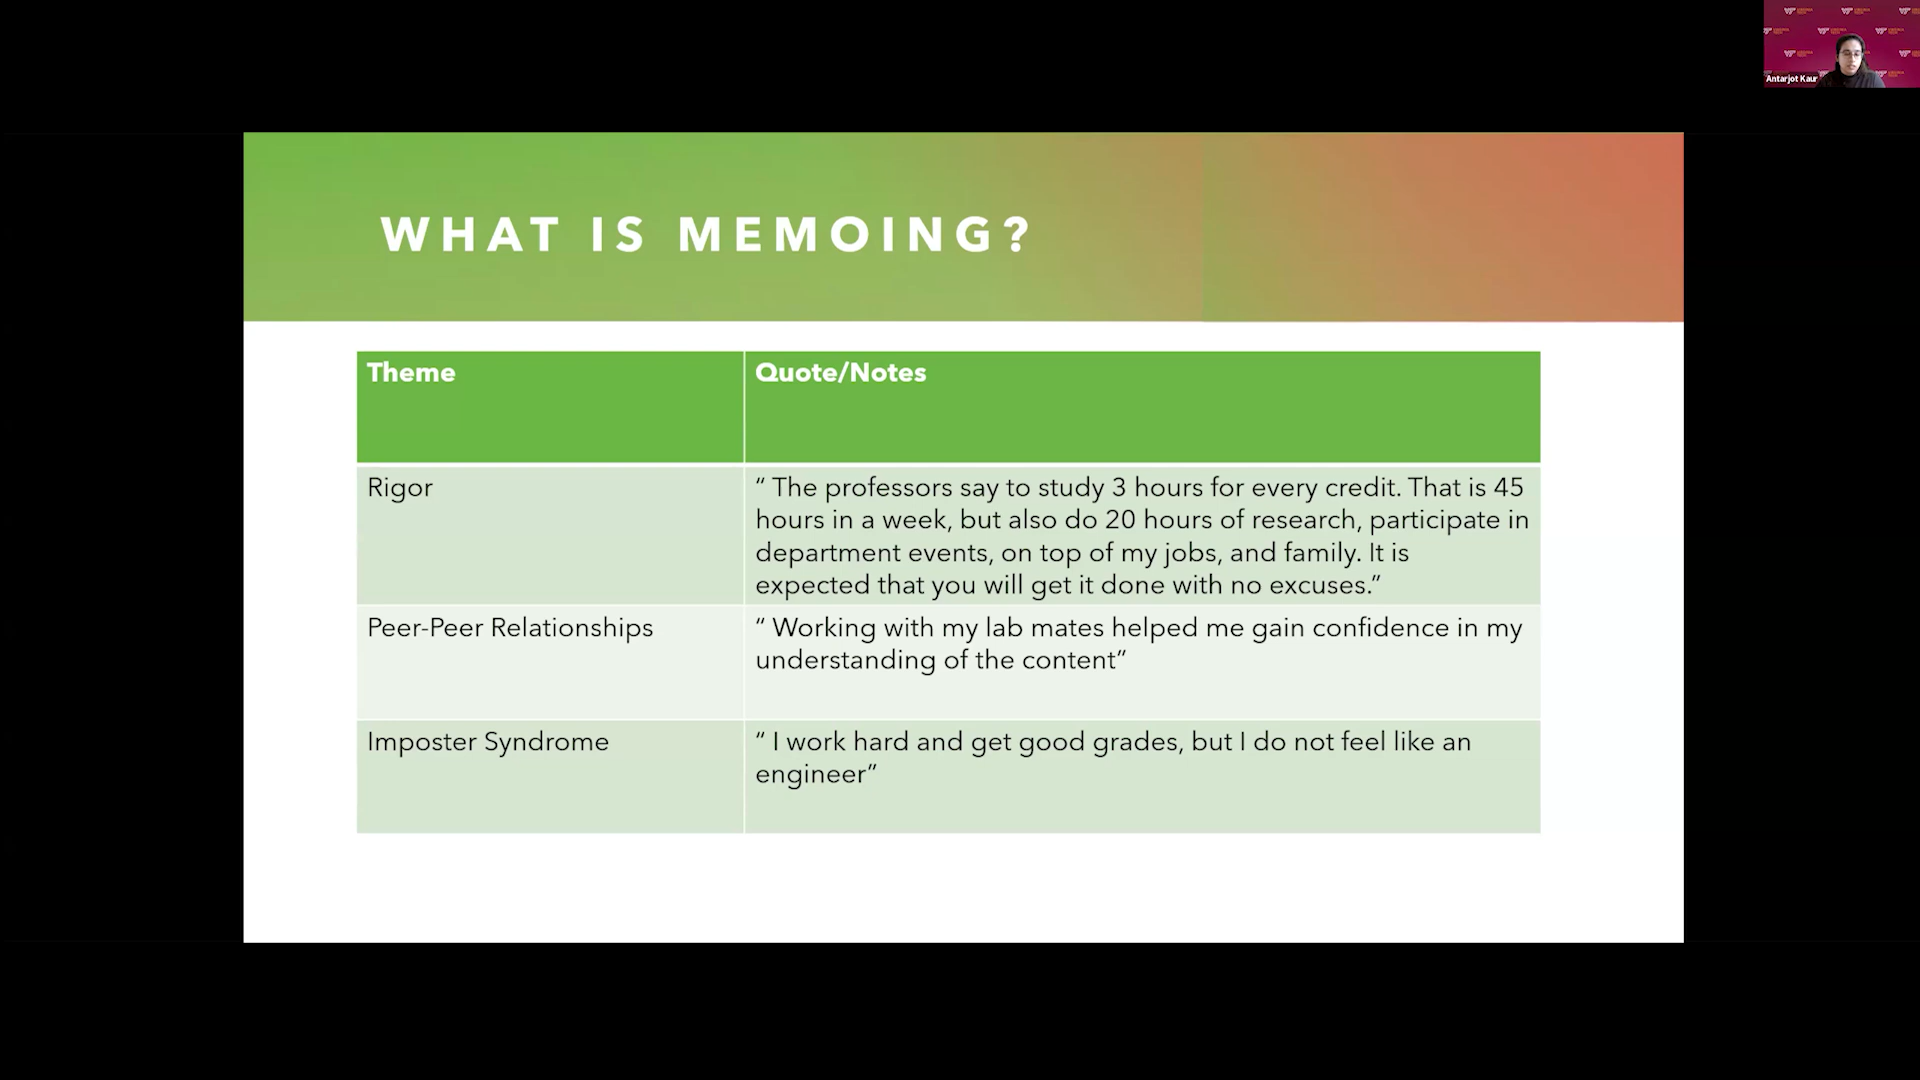 Antarjot Kaur
WHAT IS MEMOING?
Theme
Quote/Notes
Rigor
“ The professors say to study 3 hours for every credit. That is 45
hours in a week, but also do 20 hours of research, participate in
department events, on top of my jobs, and family. It is
expected that you will get it done with no excuses.”
Peer-Peer Relationships
“ Working with my lab mates helped me gain confidence in my
understanding of the content”
Imposter Syndrome
“ I work hard and get good grades, but I do not feel like an
engineer”